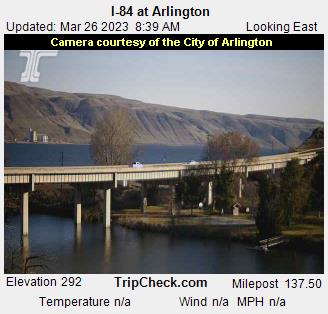 I-84 at Arlington
Updated: Mar 26 2023 8:39 AM Looking East
Camera courtesy of the City of Arlington
Elevation 292 TripCheck.com Milepost 137.50
Temperature n/a Wind n/a MPH n/a